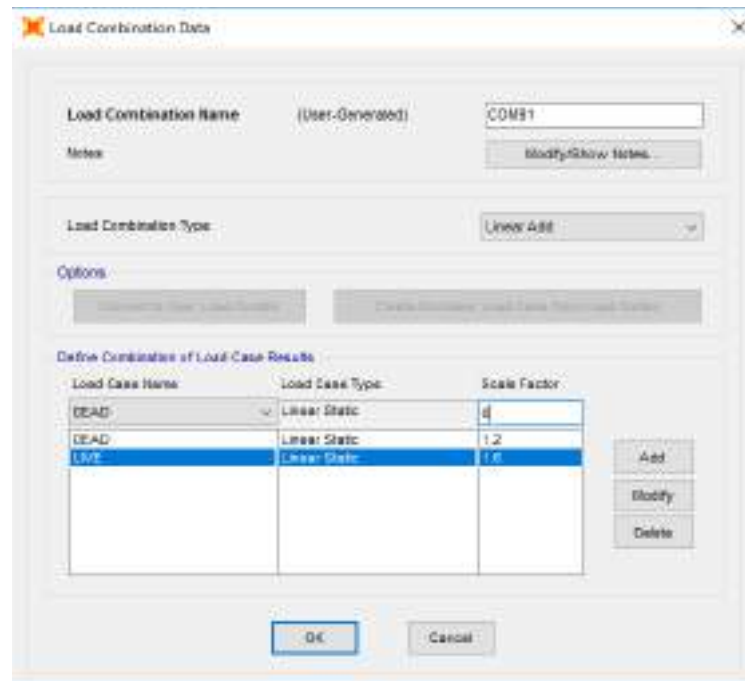 Load Combination Data
Load Combination Name (User-Generated) COMB1
Notes Modify/Show Notes...
Load Combination Type Linear Add
Options
Define Combination of Load Case Results
Load Case Name Load Case Type Scale Factor
DEAD Linear Static
DEAD Linear Static 1.2
LIVE Linear Static 1.6
Add
Modify
Delete
OK Cancel